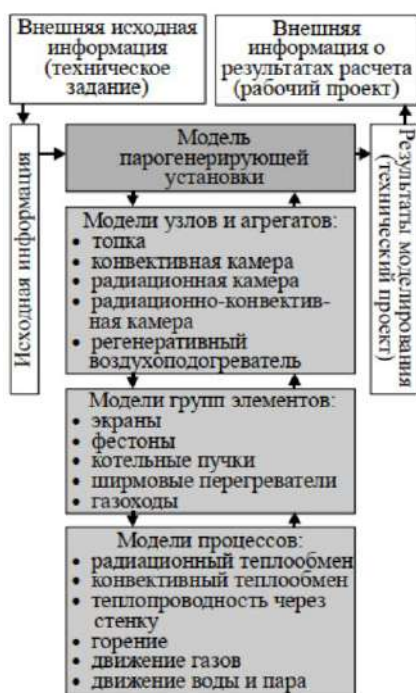 Внешняя исходная
информация
(техническое
задание)
Внешняя
информация о
результатах расчета
(рабочий проект)
Исходная информация
Модель
парогенерирующей
установки
Результаты моделирования
(технический проект)
Модели узлов и агрегатов:
• топка
• конвективная камера
• радиационная камера
• радиационно-конвектив-
ная камера
• регенеративный
воздухоподогреватель
Модели групп элементов:
• экраны
• фестоны
• котельные пучки
• ширмовые перегреватели
• газоходы
Модели процессов:
• радиационный теплообмен
• конвективный теплообмен
• теплопроводность через
стенку
• горение
• движение газов
• движение воды и пара